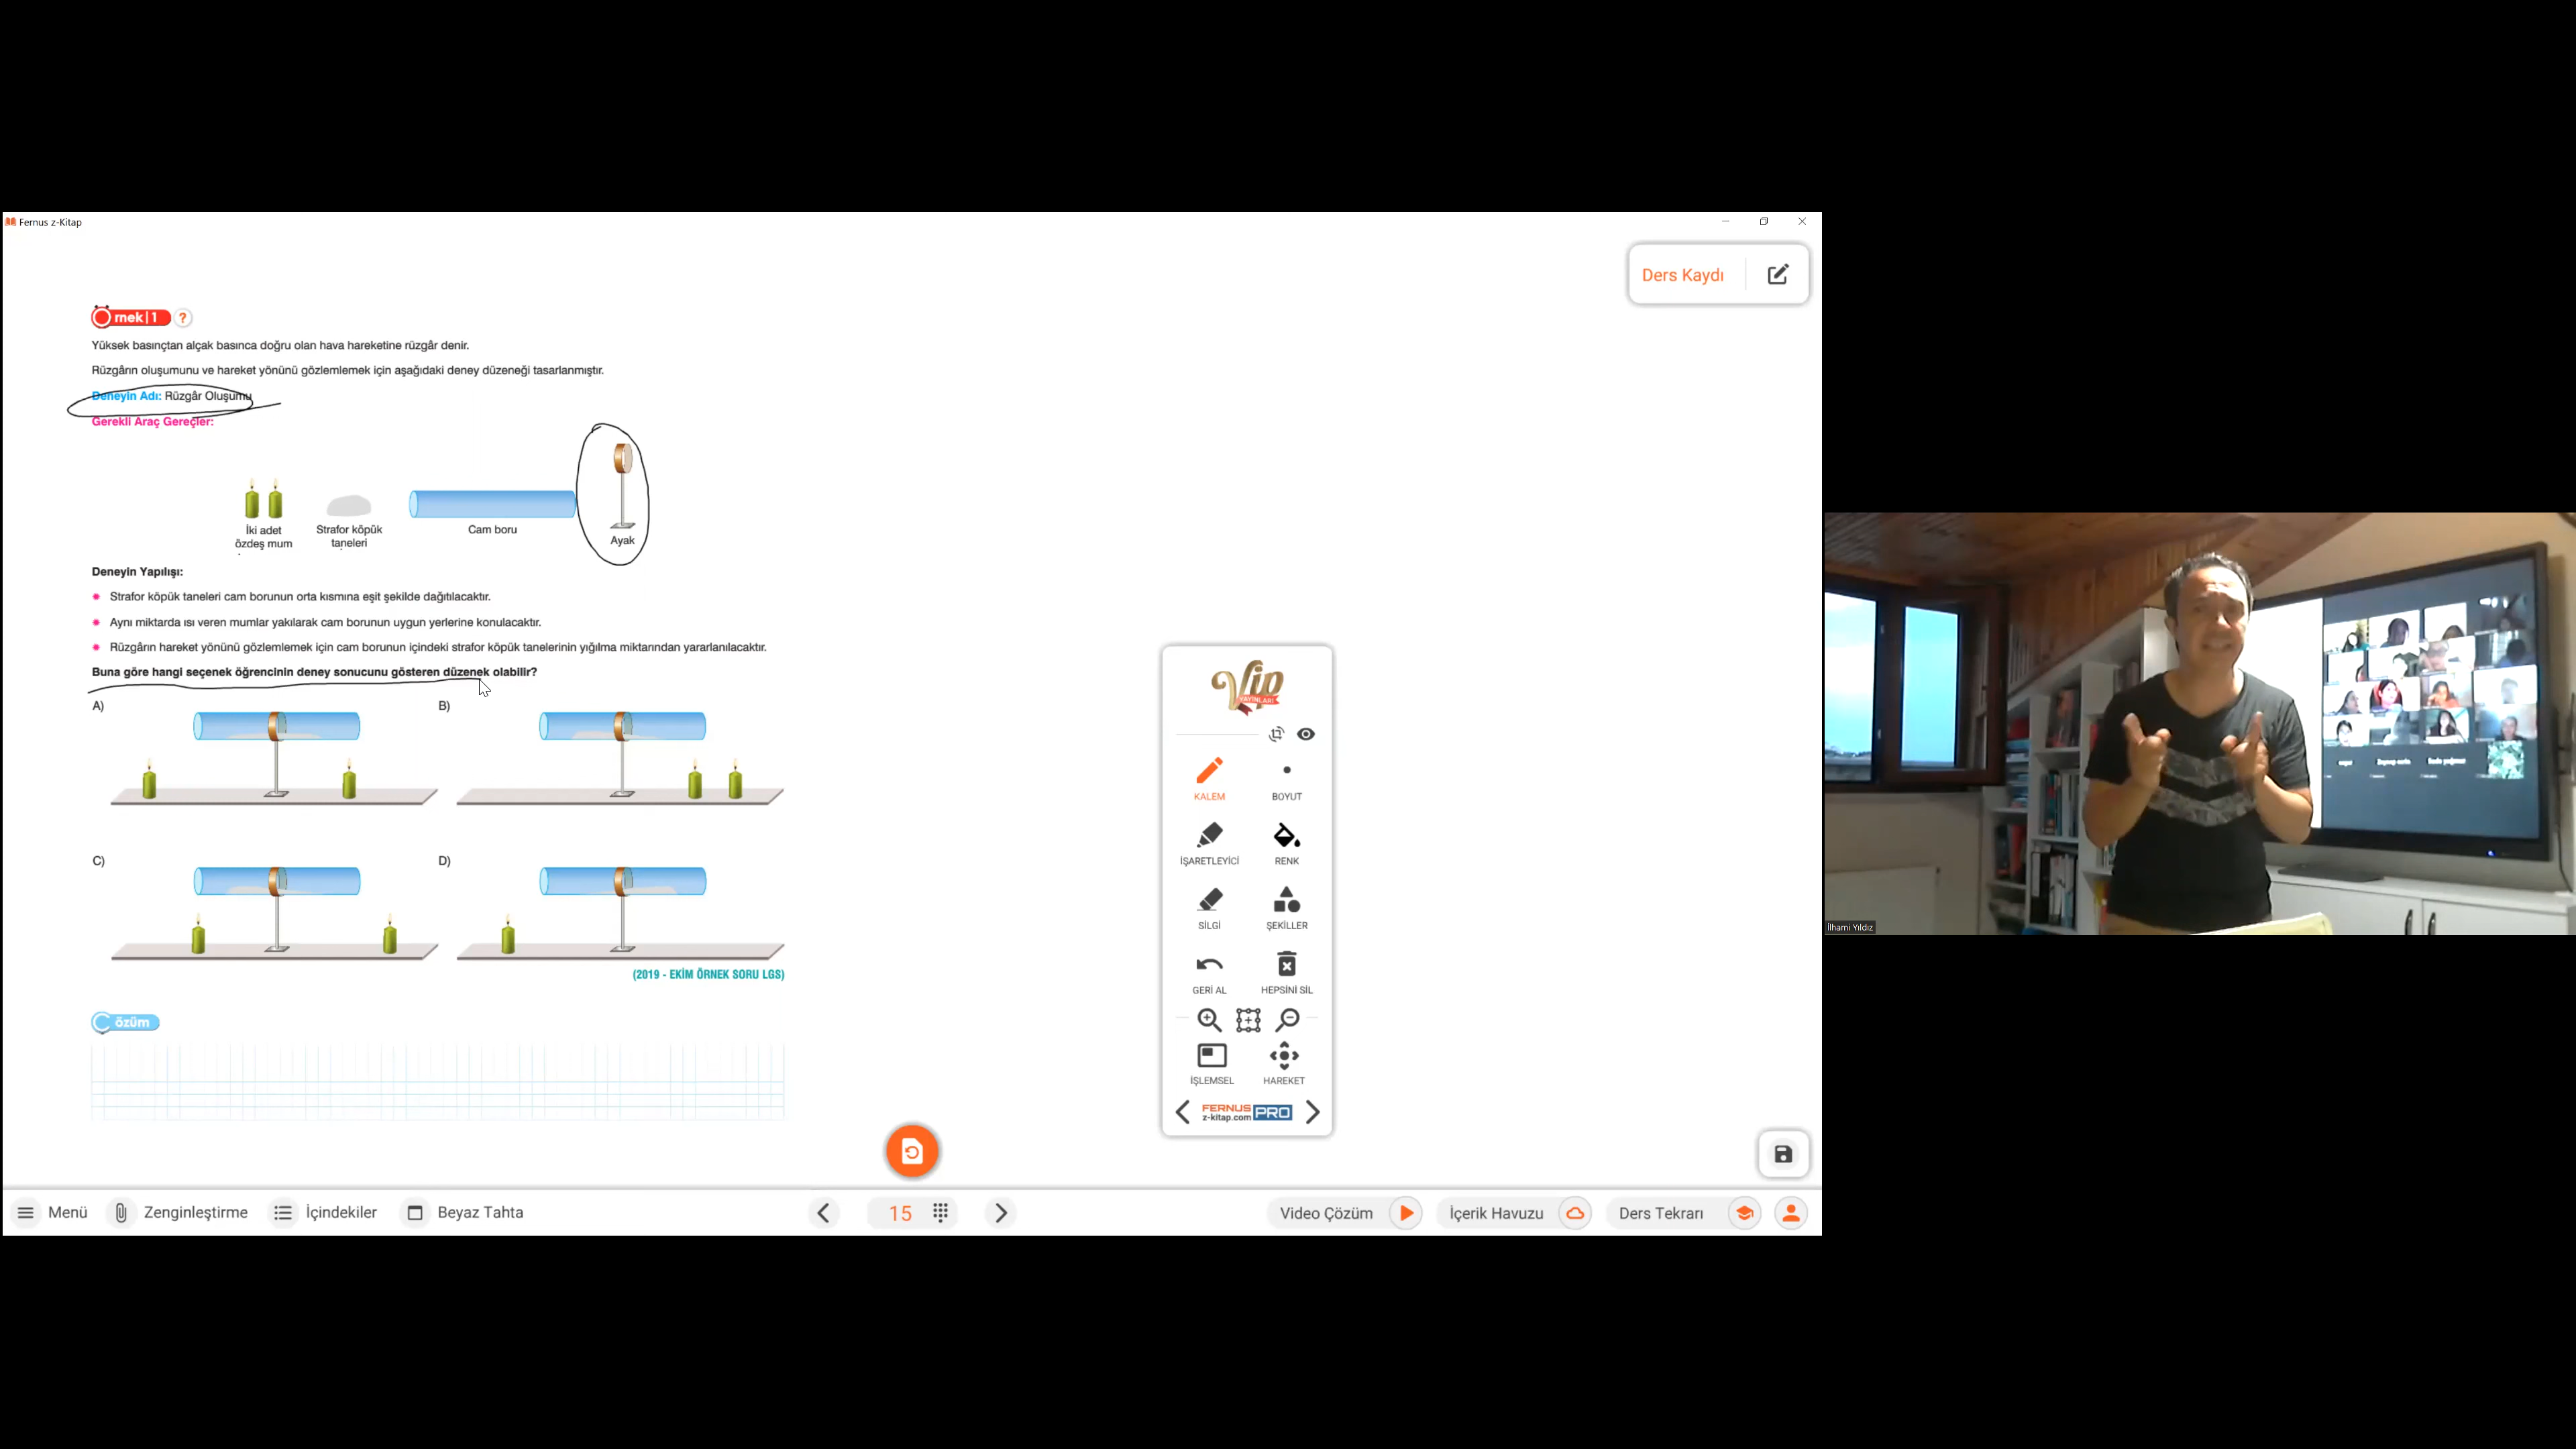 Fernus z-Kitap
Ders Kaydı
Örnek|1 ?
Yüksek basınçtan alçak basınca doğru olan hava hareketine rüzgâr denir.
Rüzgârın oluşumunu ve hareket yönünü gözlemlemek için aşağıdaki deney düzeneği tasarlanmıştır.
Deneyin Adı: Rüzgâr Oluşumu
Gerekli Araç Gereçler:
İki adet
özdeş mum
Strafor köpük
taneleri
Cam boru
Ayak
Deneyin Yapılışı:
Strafor köpük taneleri cam borunun orta kısmına eşit şekilde dağıtılacaktır.
Aynı miktarda ısı veren mumlar yakılarak cam borunun uygun yerlerine konulacaktır.
Rüzgârın hareket yönünü gözlemlemek için cam borunun içindeki strafor köpük tanelerinin yığılma miktarından yararlanılacaktır.
Buna göre hangi seçenek öğrencinin deney sonucunu gösteren düzenek olabilir?
A)
B)
C)
D)
(2019 - EKİM ÖRNEK SORU LGS)
Çözüm
Vip
YAYINLARI
KALEM
BOYUT
İŞARETLEYİCİ
RENK
SİLGİ
ŞEKİLLER
GERİ AL
HEPSİNİ SİL
İŞLEMSEL
HAREKET
FERNUS
z-kitap.com
PRO
Menü
Zenginleştirme
İçindekiler
Beyaz Tahta
15
Video Çözüm
İçerik Havuzu
Ders Tekrarı
İlhami Yıldız